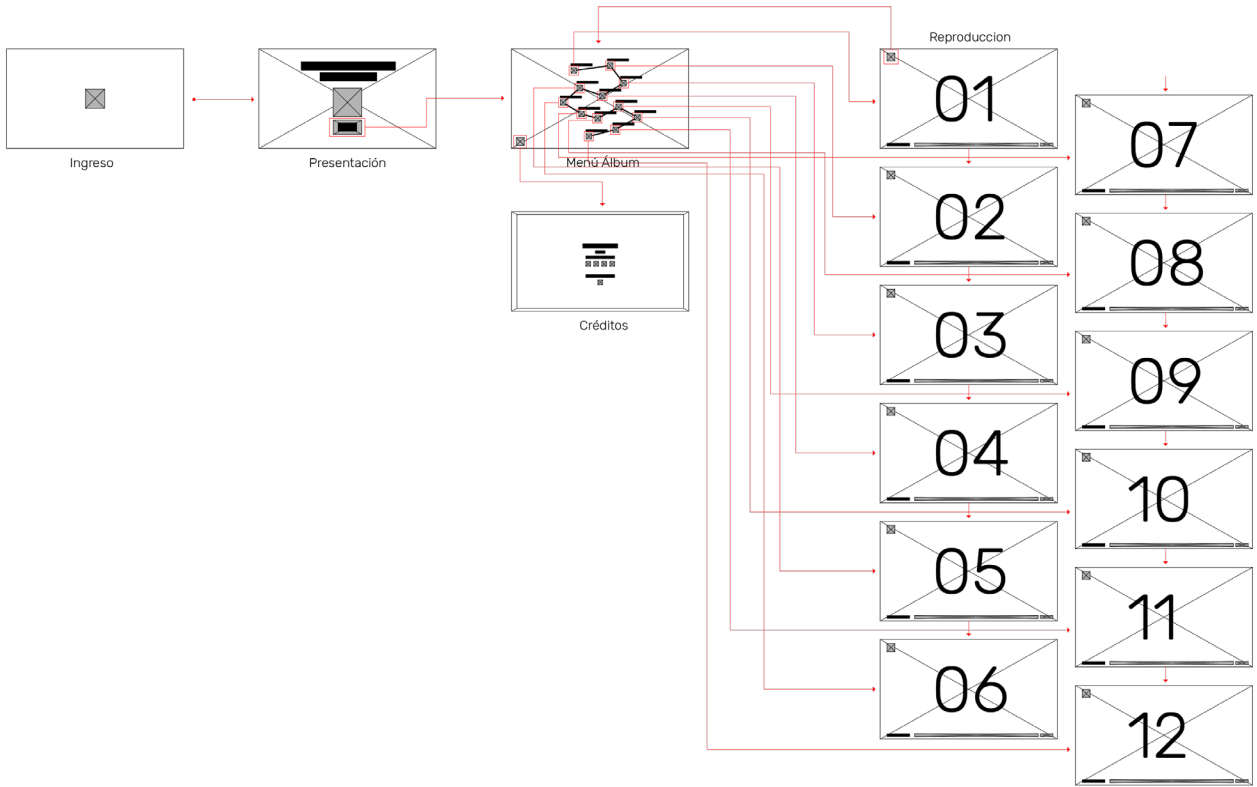 Reproduccion
Ingreso
Presentación
Menú Álbum
Créditos
01
02
03
04
05
06
07
08
09
10
11
12